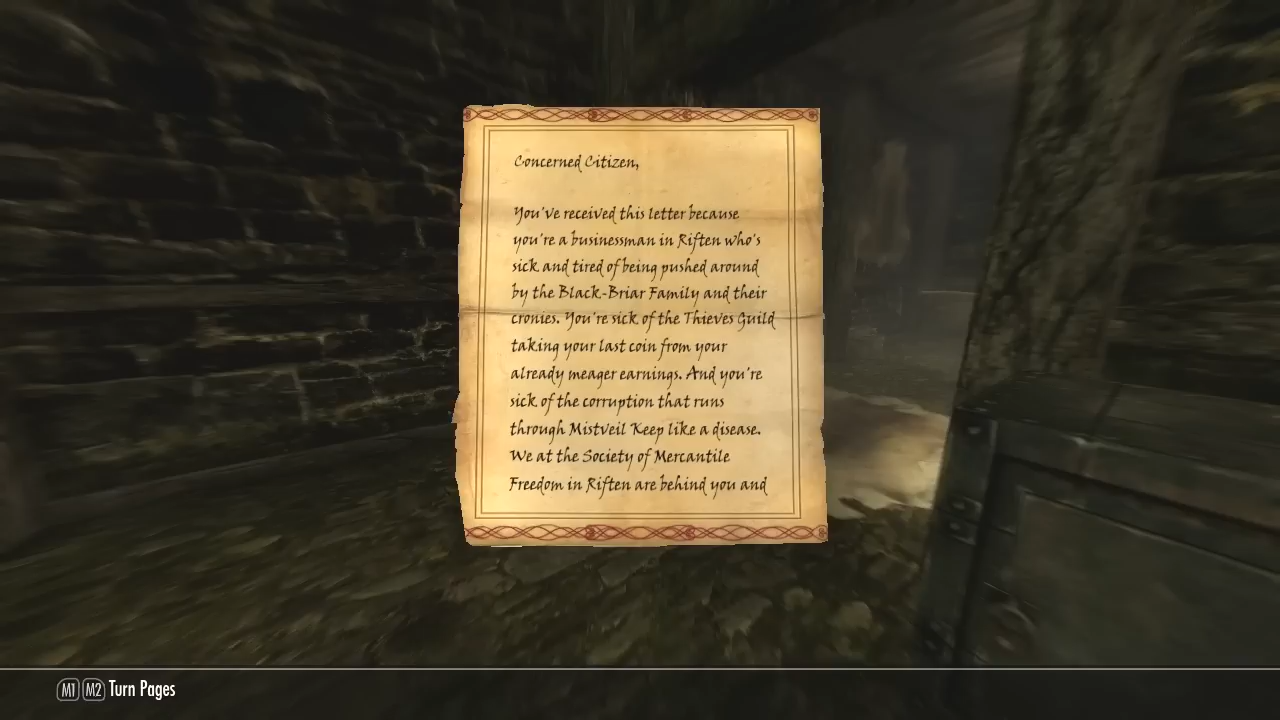 Concerned Citizen,
You've received this letter because
you're a businessman in Riften who's
sick and tired of being pushed around
by the Black-Briar Family and their
cronies. You're sick of the Thieves Guild
taking your last coin from your
already meager earnings. And you're
sick of the corruption that runs
through Mistveil Keep like a disease.
We at the Society of Mercantile
Freedom in Riften are behind you and
M1 M2 Turn Pages